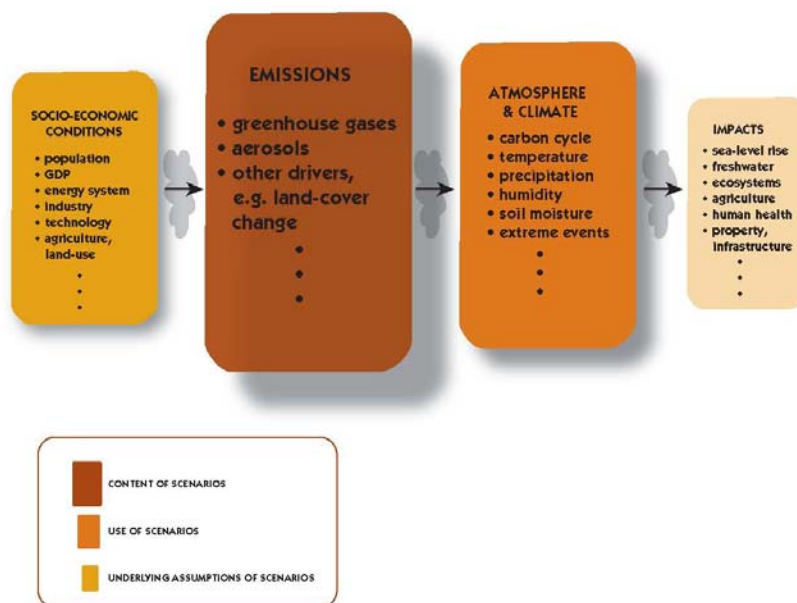 SOCIO-ECONOMIC
CONDITIONS
• population
• GDP
• energy system
• industry
• technology
• agriculture,
land-use
EMISSIONS
• greenhouse gases
• aerosols
• other drivers,
e.g. land-cover
change
ATMOSPHERE
& CLIMATE
• carbon cycle
• temperature
• precipitation
• humidity
• soil moisture
• extreme events
IMPACTS
• sea-level rise
• freshwater
• ecosystems
• agriculture
• human health
• property,
infrastructure
CONTENT OF SCENARIOS
USE OF SCENARIOS
UNDERLYING ASSUMPTIONS OF SCENARIOS